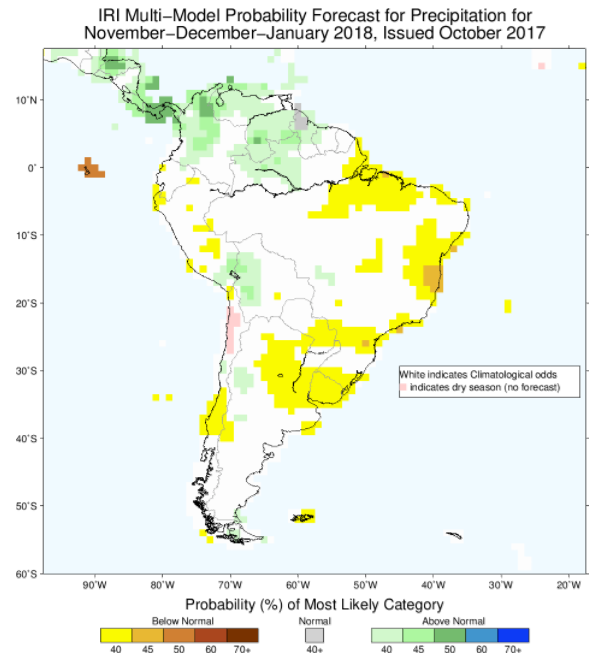 IRI Multi−Model Probability Forecast for Precipitation for
November−December−January 2018, Issued October 2017
10˚N
0˚
10˚S
20˚S
30˚S
White indicates Climatological odds
indicates dry season (no forecast)
40˚S
50˚S
60˚S
90˚W 80˚W 70˚W 60˚W 50˚W 40˚W 30˚W 20˚W
Probability (%) of Most Likely Category
Below Normal Normal Above Normal
40 45 50 60 70+ 40+ 40 45 50 60 70+